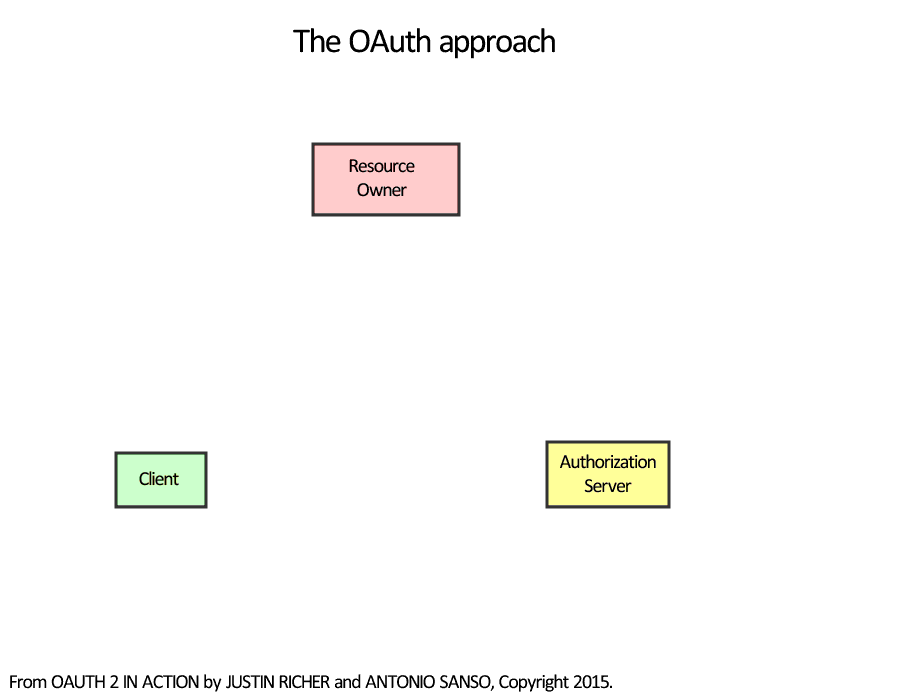 The OAuth approach
Resource
Owner
Client
Authorization
Server
From OAUTH 2 IN ACTION by JUSTIN RICHER and ANTONIO SANSO, Copyright 2015.